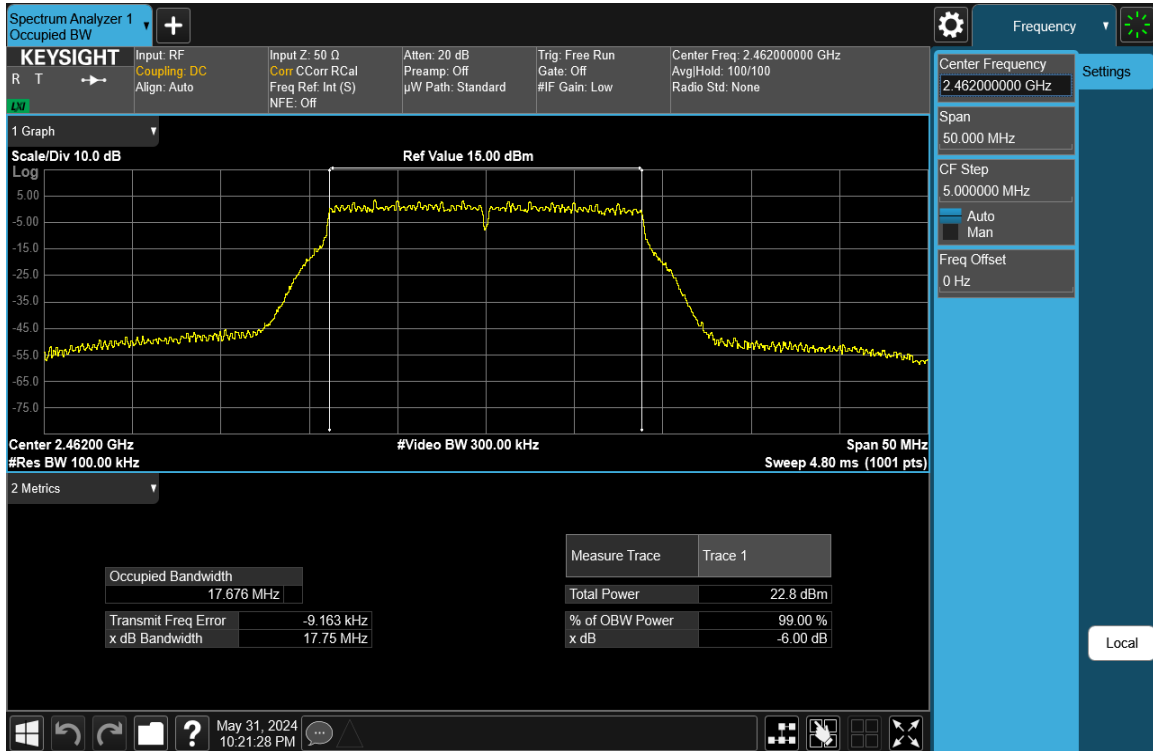 Spectrum Analyzer 1
Occupied BW
Frequency
KEYSIGHT
R T
LXI
Input: RF
Coupling: DC
Align: Auto
Input Z: 50 Ω
Corr CCorr RCal
Freq Ref: Int (S)
NFE: Off
Atten: 20 dB
Preamp: Off
µW Path: Standard
Trig: Free Run
Gate: Off
#IF Gain: Low
Center Freq: 2.462000000 GHz
Avg|Hold: 100/100
Radio Std: None
Center Frequency
2.462000000 GHz
Settings
Span
50.000 MHz
CF Step
5.000000 MHz
Auto
Man
Freq Offset
0 Hz
1 Graph
Scale/Div 10.0 dB
Ref Value 15.00 dBm
Log
5.00
-5.00
-15.0
-25.0
-35.0
-45.0
-55.0
-65.0
-75.0
Center 2.46200 GHz
#Video BW 300.00 kHz
Span 50 MHz
#Res BW 100.00 kHz
Sweep 4.80 ms (1001 pts)
2 Metrics
Measure Trace Trace 1
Occupied Bandwidth
17.676 MHz
Total Power 22.8 dBm
Transmit Freq Error -9.163 kHz
% of OBW Power 99.00 %
x dB Bandwidth 17.75 MHz
x dB -6.00 dB
Local
?
May 31, 2024
10:21:28 PM